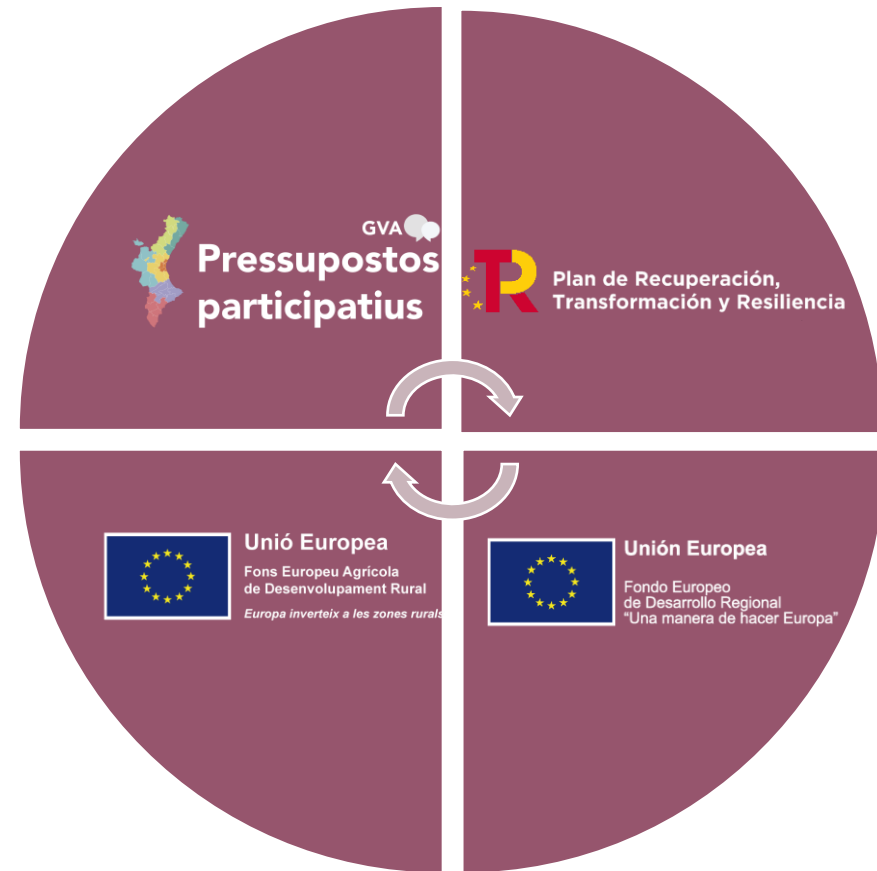 GVA
Pressupostos
participatius
Plan de Recuperación,
Transformación y Resiliencia
Unió Europea
Fons Europeu Agrícola
de Desenvolupament Rural
Europa inverteix a les zones rurals
Unión Europea
Fondo Europeo
de Desarrollo Regional
"Una manera de hacer Europa"